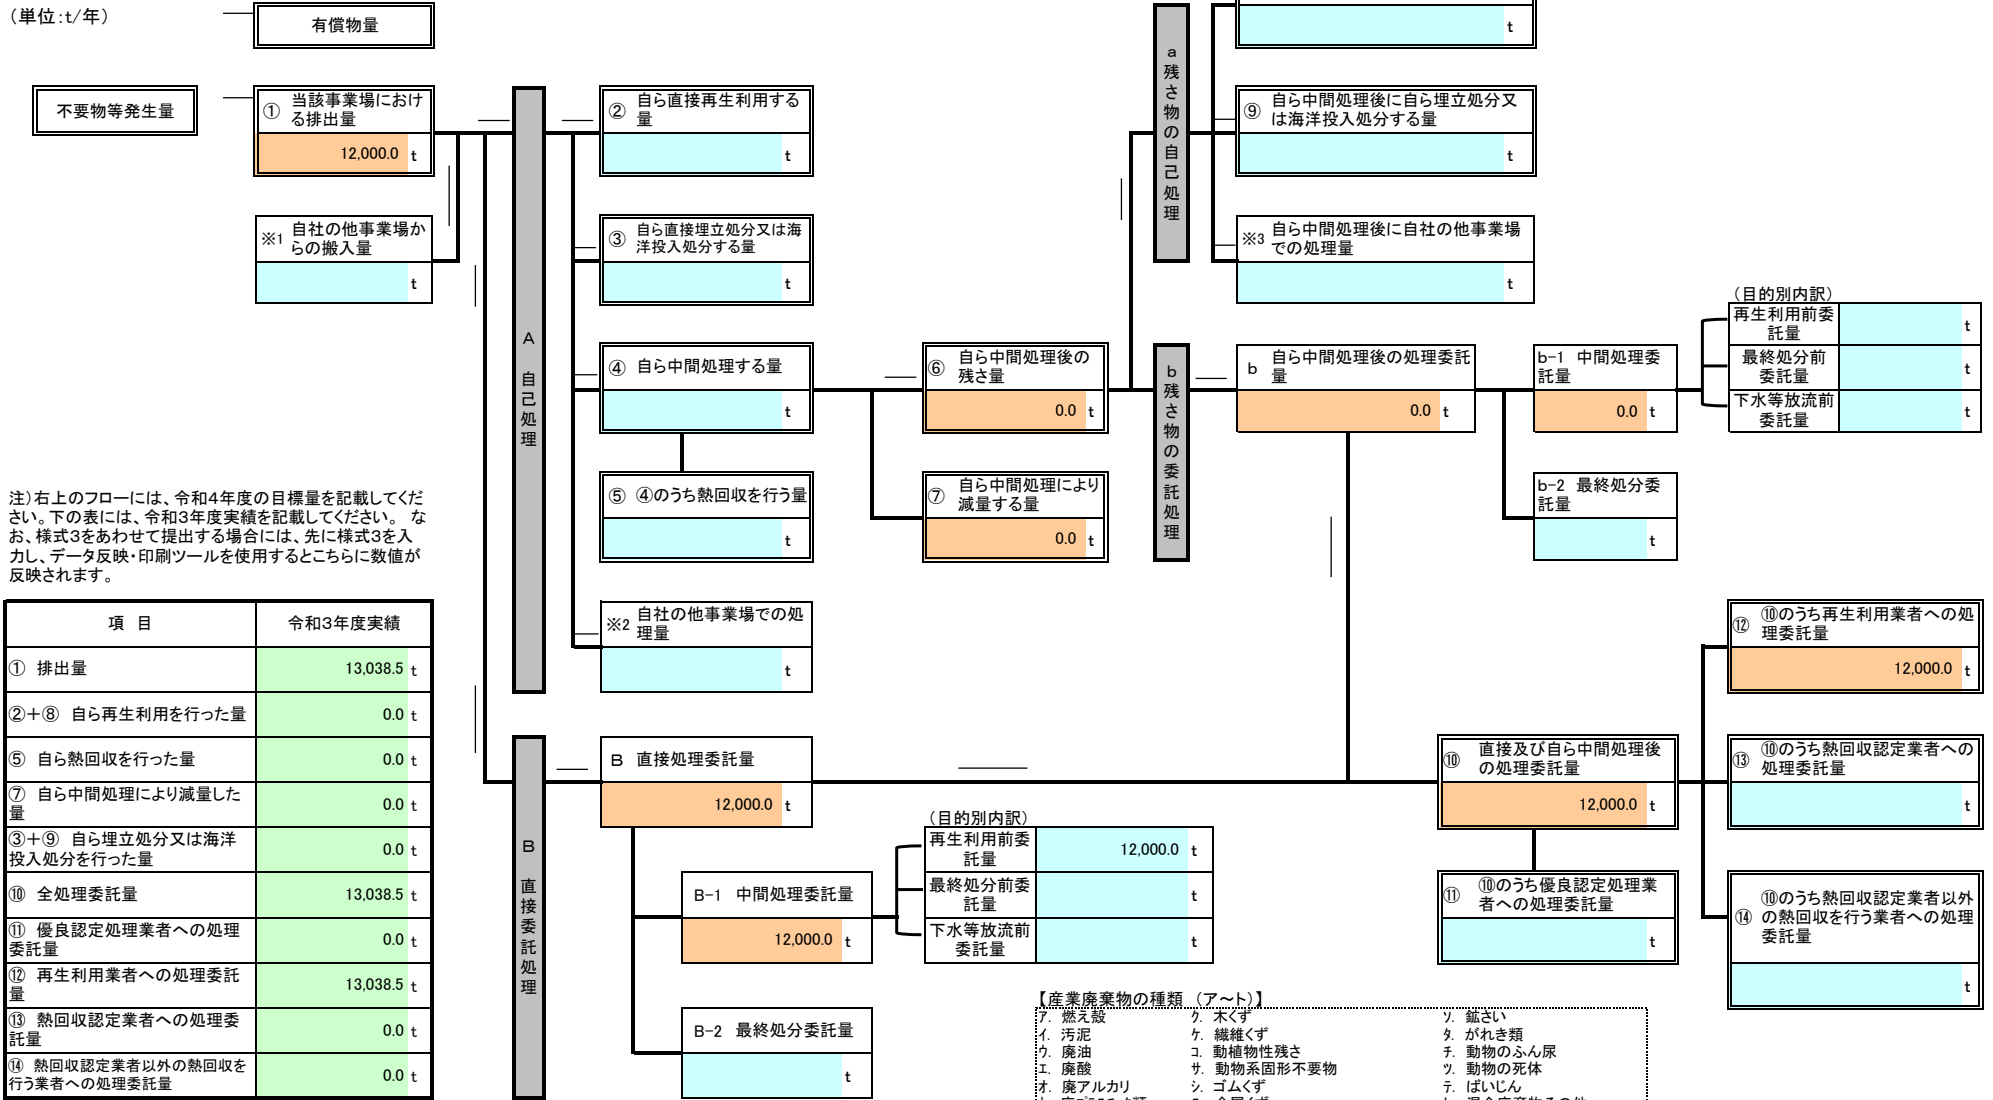 （単位：t/年）
有償物量
t
不要物等発生量
① 当該事業場におけ
る排出量
12,000.0 t
※1 自社の他事業場か
らの搬入量
t
A 自己処理
② 自ら直接再生利用する
量
t
③ 自ら直接埋立処分又は海
洋投入処分する量
t
④ 自ら中間処理する量
t
⑤ ④のうち熱回収を行う量
t
※2 自社の他事業場での処
理量
t
⑥ 自ら中間処理後の
残さ量
0.0 t
⑦ 自ら中間処理により
減量する量
0.0 t
a 残さ物の自己処理
⑨ 自ら中間処理後に自ら埋立処分又
は海洋投入処分する量
t
※3 自ら中間処理後に自社の他事業場
での処理量
t
b 残さ物の委託処理
b 自ら中間処理後の処理委託
量
0.0 t
b-1 中間処理委
託量
0.0 t
（目的別内訳）
再生利用前委
託量
t
最終処分前
委託量
t
下水等放流前
委託量
t
b-2 最終処分委
託量
t
注）右上のフローには、令和４年度の目標量を記載してくだ
さい。下の表には、令和３年度実績を記載してください。 な
お、様式３をあわせて提出する場合には、先に様式３を入
力し、データ反映・印刷ツールを使用するとこちらに数値が
反映されます。
項 目 令和３年度実績
① 排出量 13,038.5 t
②＋⑧ 自ら再生利用を行った量 0.0 t
⑤ 自ら熱回収を行った量 0.0 t
⑦ 自ら中間処理により減量した
量 0.0 t
③＋⑨ 自ら埋立処分又は海洋
投入処分を行った量 0.0 t
⑩ 全処理委託量 13,038.5 t
⑪ 優良認定処理業者への処理
委託量 0.0 t
⑫ 再生利用業者への処理委託
量 13,038.5 t
⑬ 熱回収認定業者への処理委
託量 0.0 t
⑭ 熱回収認定業者以外の熱回収を
行う業者への処理委託量 0.0 t
B 直接委託処理
B 直接処理委託量
12,000.0 t
B-1 中間処理委託量
12,000.0 t
（目的別内訳）
再生利用前委
託量
12,000.0 t
最終処分前委
託量
t
下水等放流前
委託量
t
B-2 最終処分委託量
t
⑩ 直接及び自ら中間処理後
の処理委託量
12,000.0 t
⑪ ⑩のうち優良認定処理業
者への処理委託量
t
⑫ ⑩のうち再生利用業者への処
理委託量
12,000.0 t
⑬ ⑩のうち熱回収認定業者への
処理委託量
t
⑭ ⑩のうち熱回収認定業者以外
の熱回収を行う業者への処理
委託量
t
【産業廃棄物の種類 （ア～ト）】
ア. 燃え殻 ク. 木くず ソ. 鉱さい
イ. 汚泥 ケ. 繊維くず タ. がれき類
ウ. 廃油 コ. 動植物性残さ チ. 動物のふん尿
エ. 廃酸 サ. 動物系固形不要物 ツ. 動物の死体
オ. 廃アルカリ シ. ゴムくず テ. ばいじん